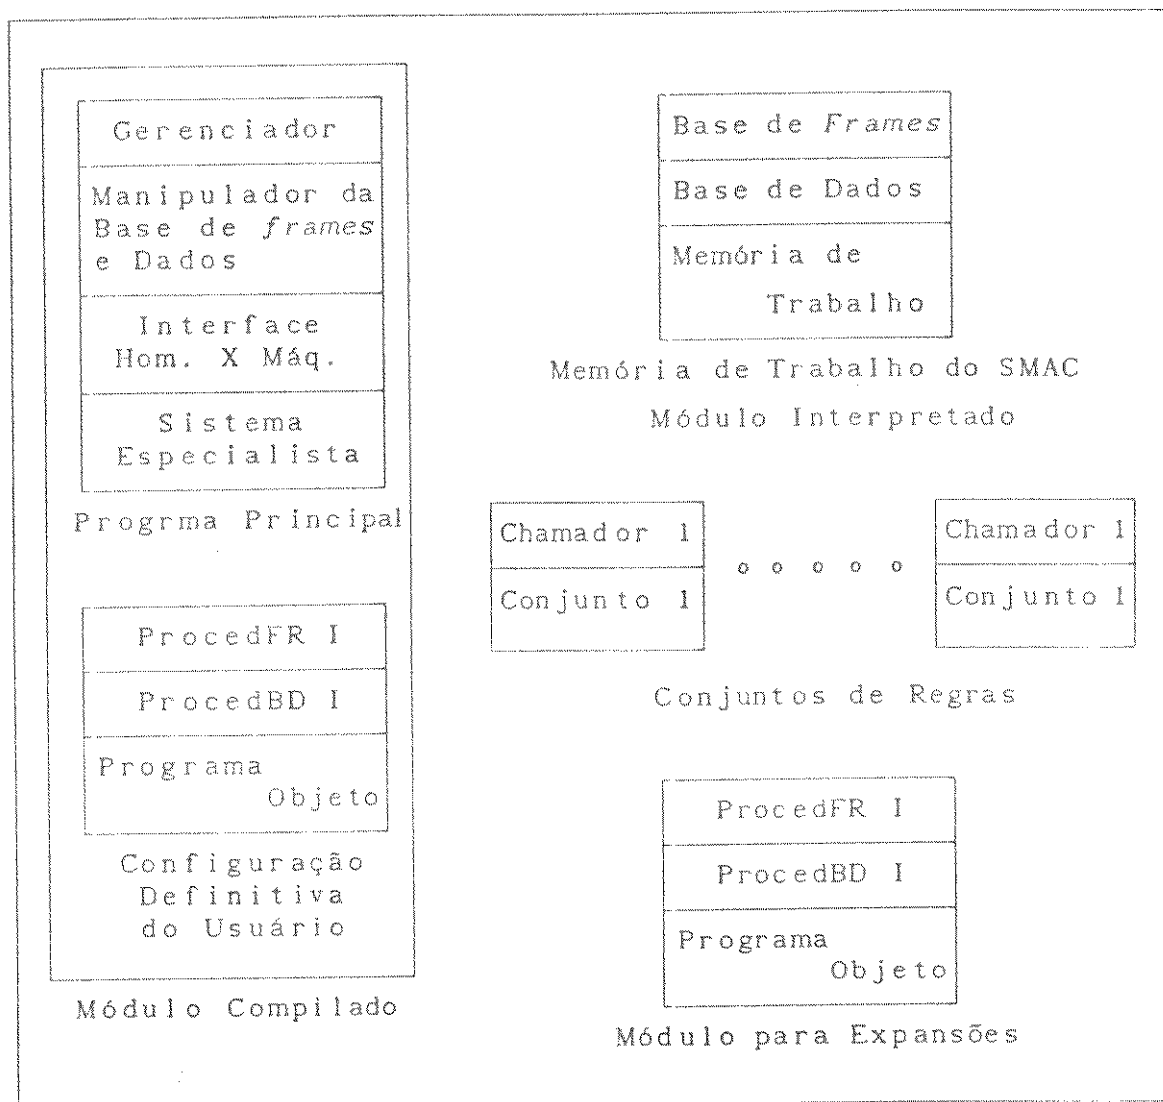 Gerenciador
Manipulador da
Base de frames
e Dados
Interface
Hom. X Máq.
Sistema
Especialista
Progrma Principal
ProcedFR I
ProcedBD I
Programa
Objeto
Configuração
Definitiva
do Usuário
Módulo Compilado
Base de Frames
Base de Dados
Memória de
Trabalho
Memória de Trabalho do SMAC
Módulo Interpretado
Chamador 1
Conjunto 1
o o o o o
Chamador 1
Conjunto 1
Conjuntos de Regras
ProcedFR I
ProcedBD I
Programa
Objeto
Módulo para Expansões